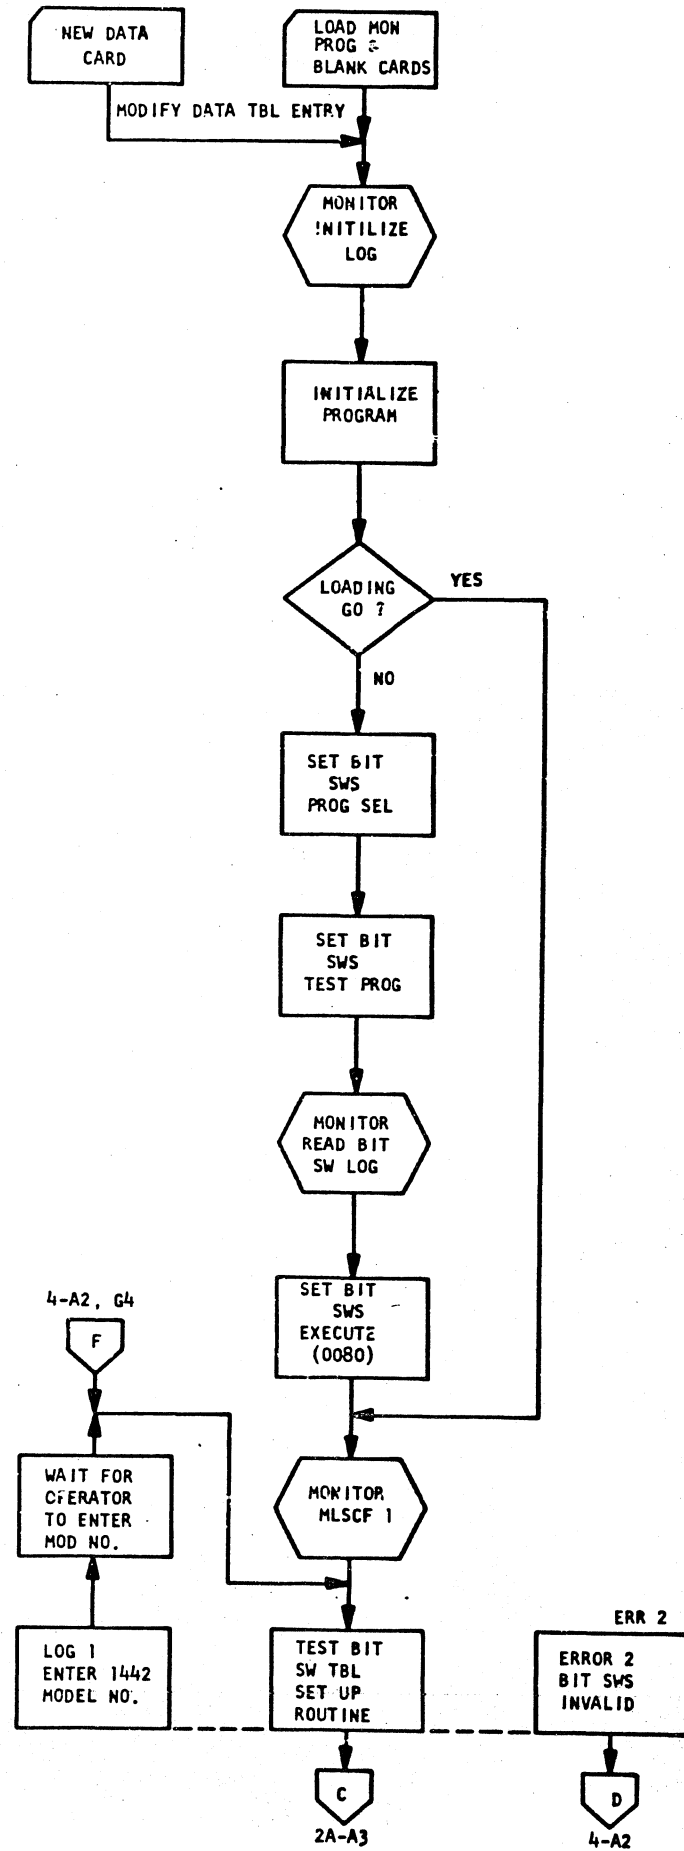 NEW DATA
CARD
LOAD MON
PROG &
BLANK CARDS
MODIFY DATA TBL ENTRY
MONITOR
INITILIZE
LOG
INITIALIZE
PROGRAM
LOADING
GO ?
YES
NO
SET BIT
SWS
PROG SEL
SET BIT
SWS
TEST PROG
MONITOR
READ BIT
SW LOG
SET BIT
SWS
EXECUTE
(0080)
4-A2, G4
F
WAIT FOR
OPERATOR
TO ENTER
MOD NO.
MONITOR
MLSCF 1
LOG 1
ENTER 1442
MODEL NO.
TEST BIT
SW TBL
SET UP
ROUTINE
ERR 2
ERROR 2
BIT SWS
INVALID
C
2A-A3
D
4-A2